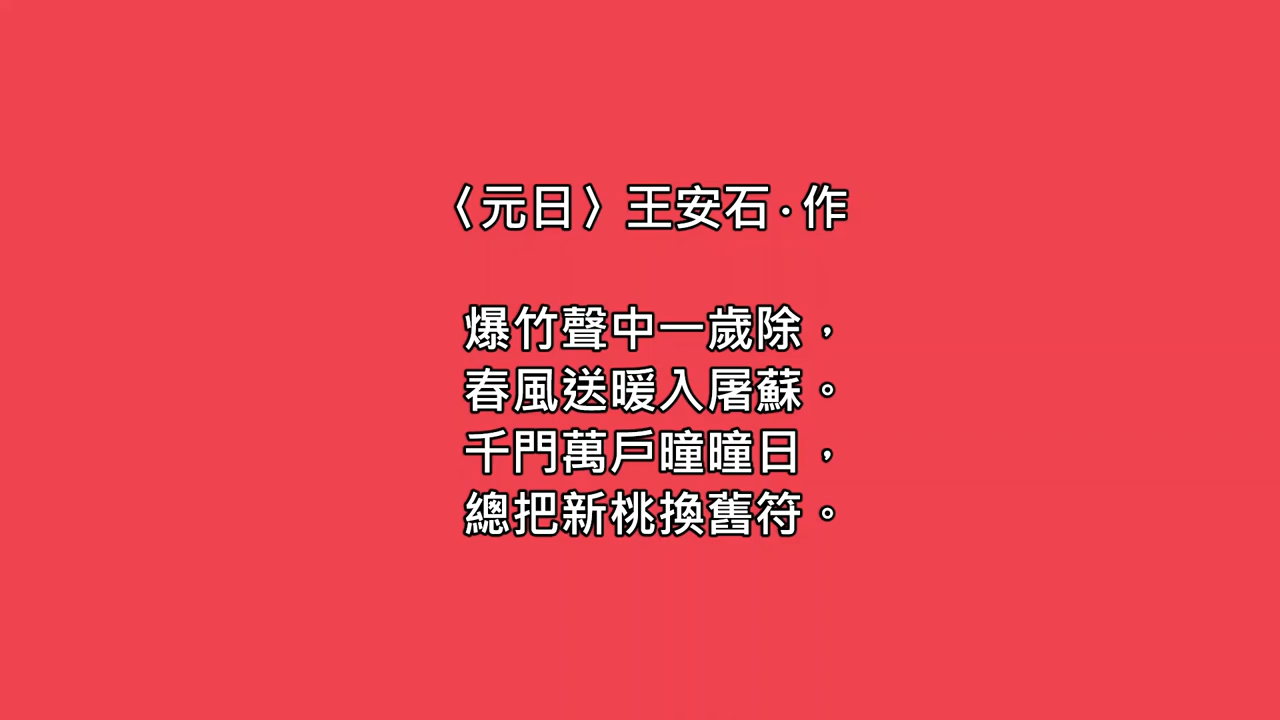 〈元日〉王安石·作
爆竹聲中一歲除，
春風送暖入屠蘇。
千門萬戶曈曈日，
總把新桃換舊符。